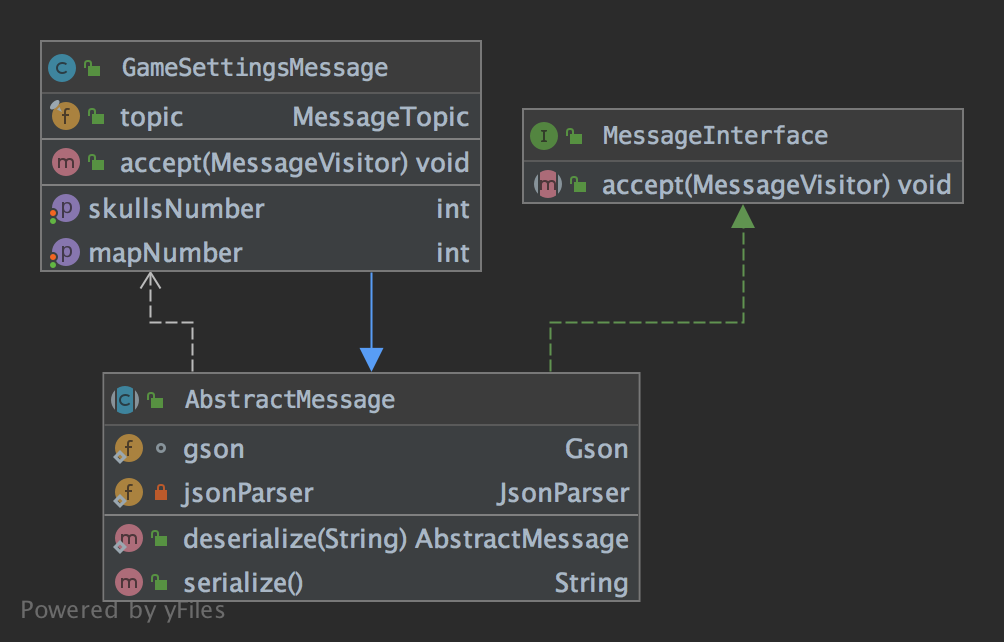 GameSettingsMessage
topic MessageTopic
accept(MessageVisitor) void
skullsNumber int
mapNumber int
MessageInterface
accept(MessageVisitor) void
AbstractMessage
gson Gson
jsonParser JsonParser
deserialize(String) AbstractMessage
serialize() String
Powered by yFiles